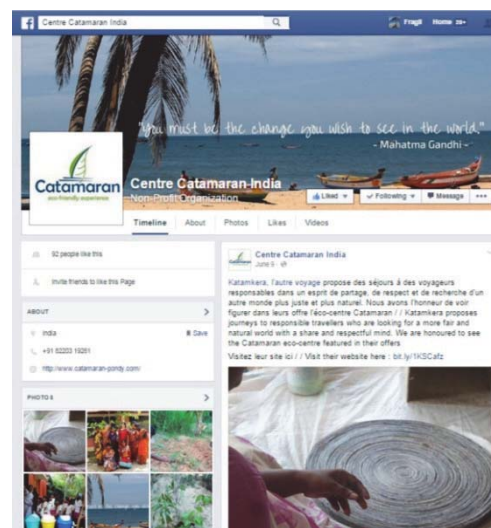 Centre Catamaran India
Fragil
Home 20+
"You must be the change you wish to see in the world."
- Mahatma Gandhi -
Catamaran
eco-friendly experience
Centre Catamaran India
Non-Profit Organization
Liked
Following
Message
Timeline
About
Photos
Likes
Videos
92 people like this
Invite friends to like this Page
ABOUT
India
Save
+91 82203 19281
http://www.catamaran-pondy.com/
PHOTOS
Centre Catamaran India
June 9
Katamkera, l'autre voyage propose des séjours à des voyageurs
responsables dans un esprit de partage, de respect et de recherche d'un
autre monde plus juste et plus naturel. Nous avons l'honneur de voir
figurer dans leurs offre l'éco-centre Catamaran / / Katamkera proposes
journeys to responsible travellers who are looking for a more fair and
natural world with a share and respectful mind. We are honoured to see
the Catamaran eco-centre featured in their offers
Visitez leur site ici / / Visit their website here : bit.ly/1KSCafz